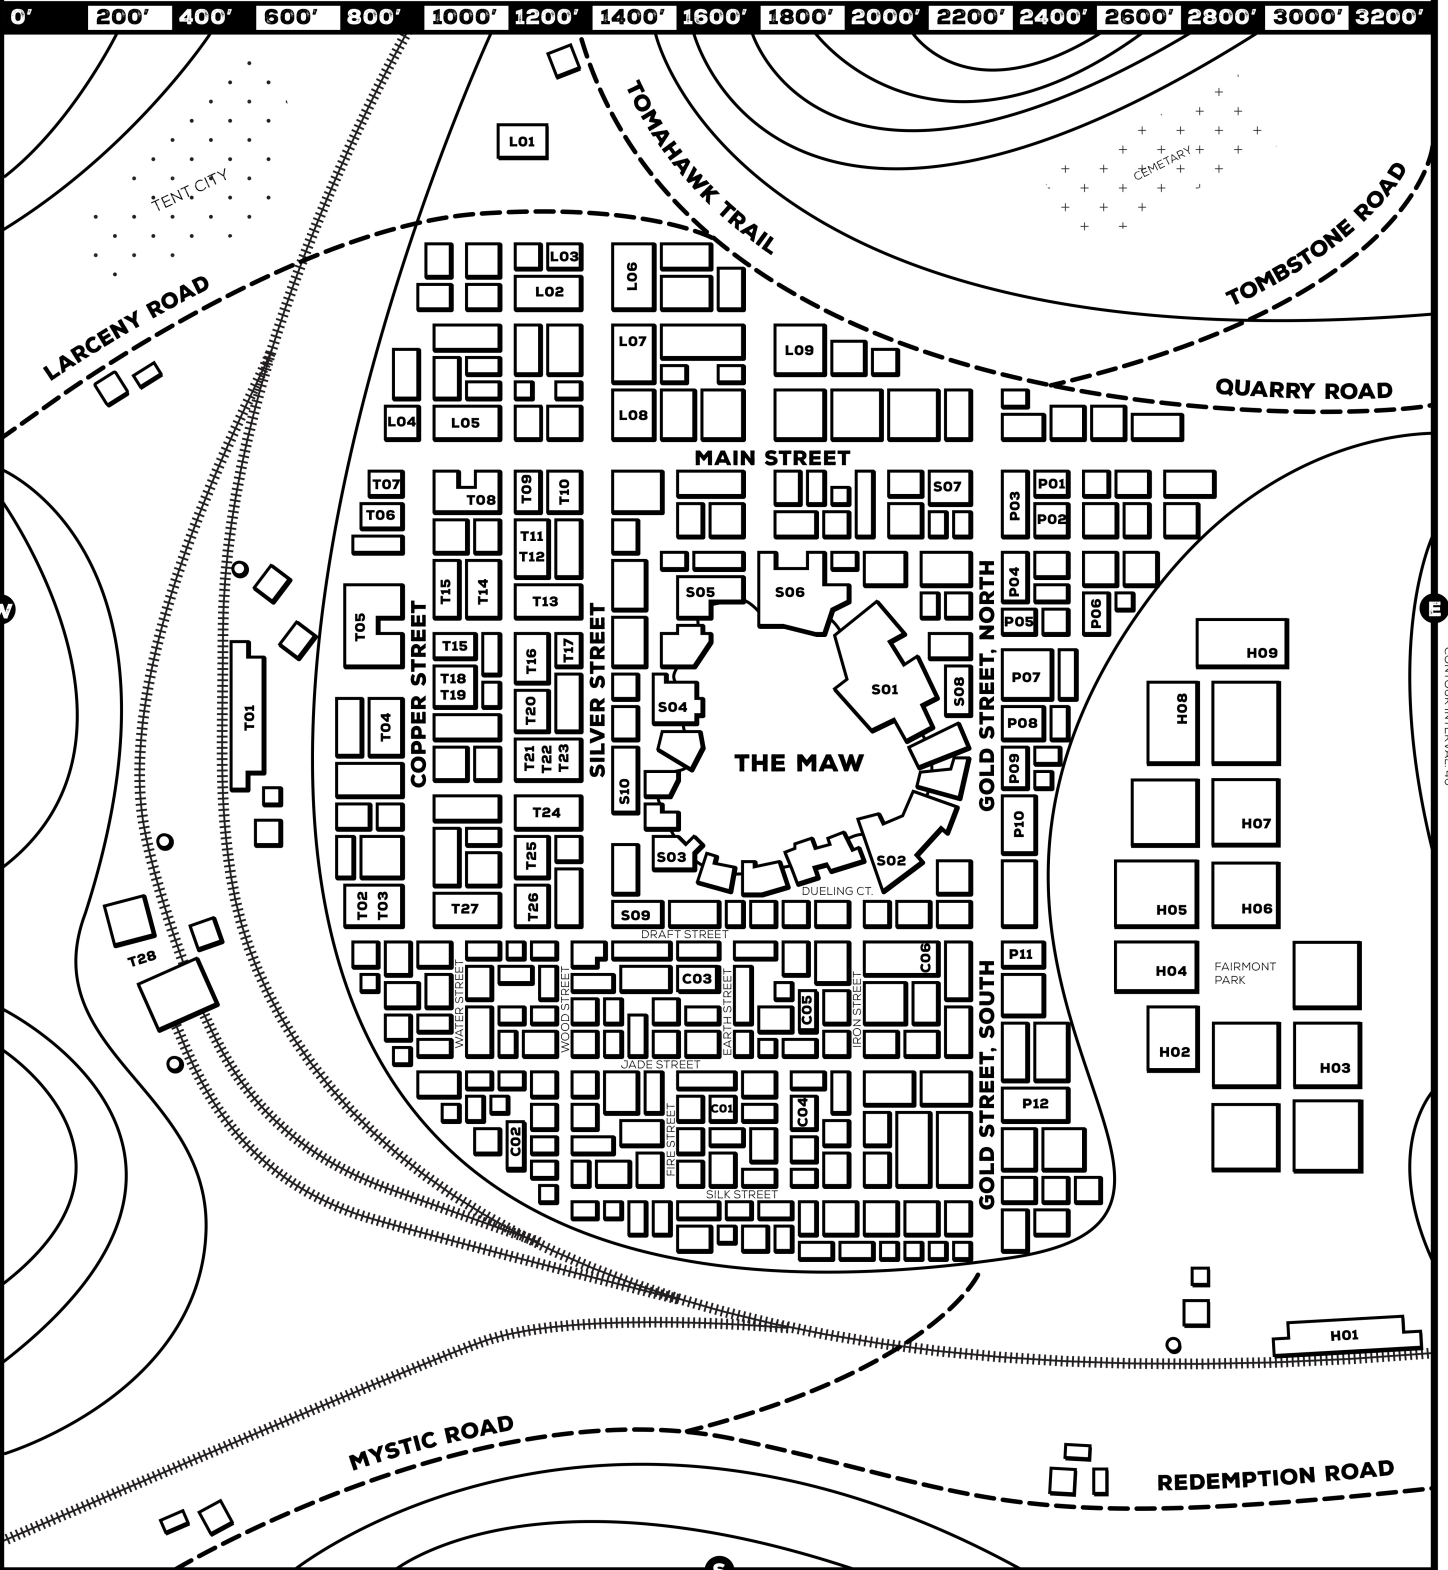 0' 200' 400' 600' 800' 1000' 1200' 1400' 1600' 1800' 2000' 2200' 2400' 2600' 2800' 3000' 3200'
TENT CITY
L01
TOMAHAWK TRAIL
CEMETARY
TOMBSTONE ROAD
LARCENY ROAD
QUARRY ROAD
L03
L02
L06
L07
L09
L04
L05
L08
MAIN STREET
T07
T08
T09
T10
S07
P03
P01
T06
P02
T11
T12
T15
T14
T13
S05
S06
P04
P05
P06
T05
COPPER STREET
SILVER STREET
GOLD STREET, NORTH
E
T15
T16
T17
H09
T18
T19
S04
S01
S08
P07
H08
T01
T04
T20
P08
T21
T22
T23
THE MAW
P09
S10
T24
P10
H07
T25
S03
S02
DUELING CT.
T02
T03
T27
T26
S09
H05
H06
DRAFT STREET
T28
C06
P11
C03
H04
FAIRMONT
PARK
WATER STREET
WOOD STREET
EARTH STREET
C05
IRON STREET
GOLD STREET, SOUTH
H02
H03
JADE STREET
C01
C04
P12
C02
FIRE STREET
SILK STREET
H01
MYSTIC ROAD
REDEMPTION ROAD